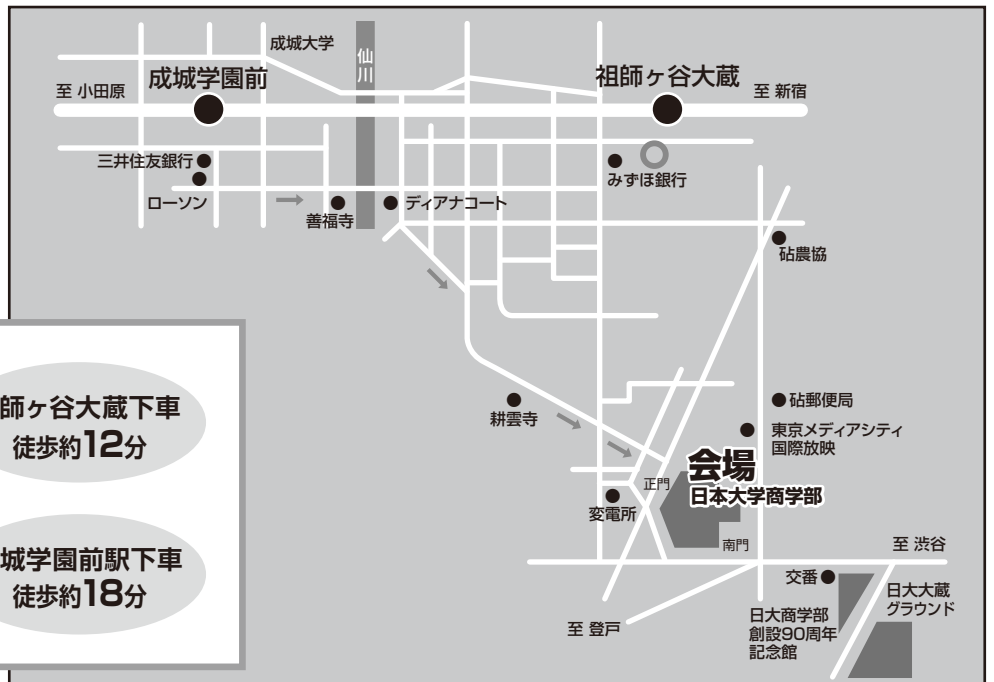 成城大学
仙川
成城学園前
祖師ヶ谷大蔵
至 小田原
至 新宿
三井住友銀行
みずほ銀行
ローソン
善福寺
ディアナコート
砧農協
師ヶ谷大蔵下車
徒歩約12分
耕雲寺
砧郵便局
東京メディアシティ
国際放映
会場
日本大学商学部
正門
変電所
南門
城学園前駅下車
徒歩約18分
至 渋谷
交番
日大大蔵
グラウンド
日大商学部
創設90周年
記念館
至 登戸